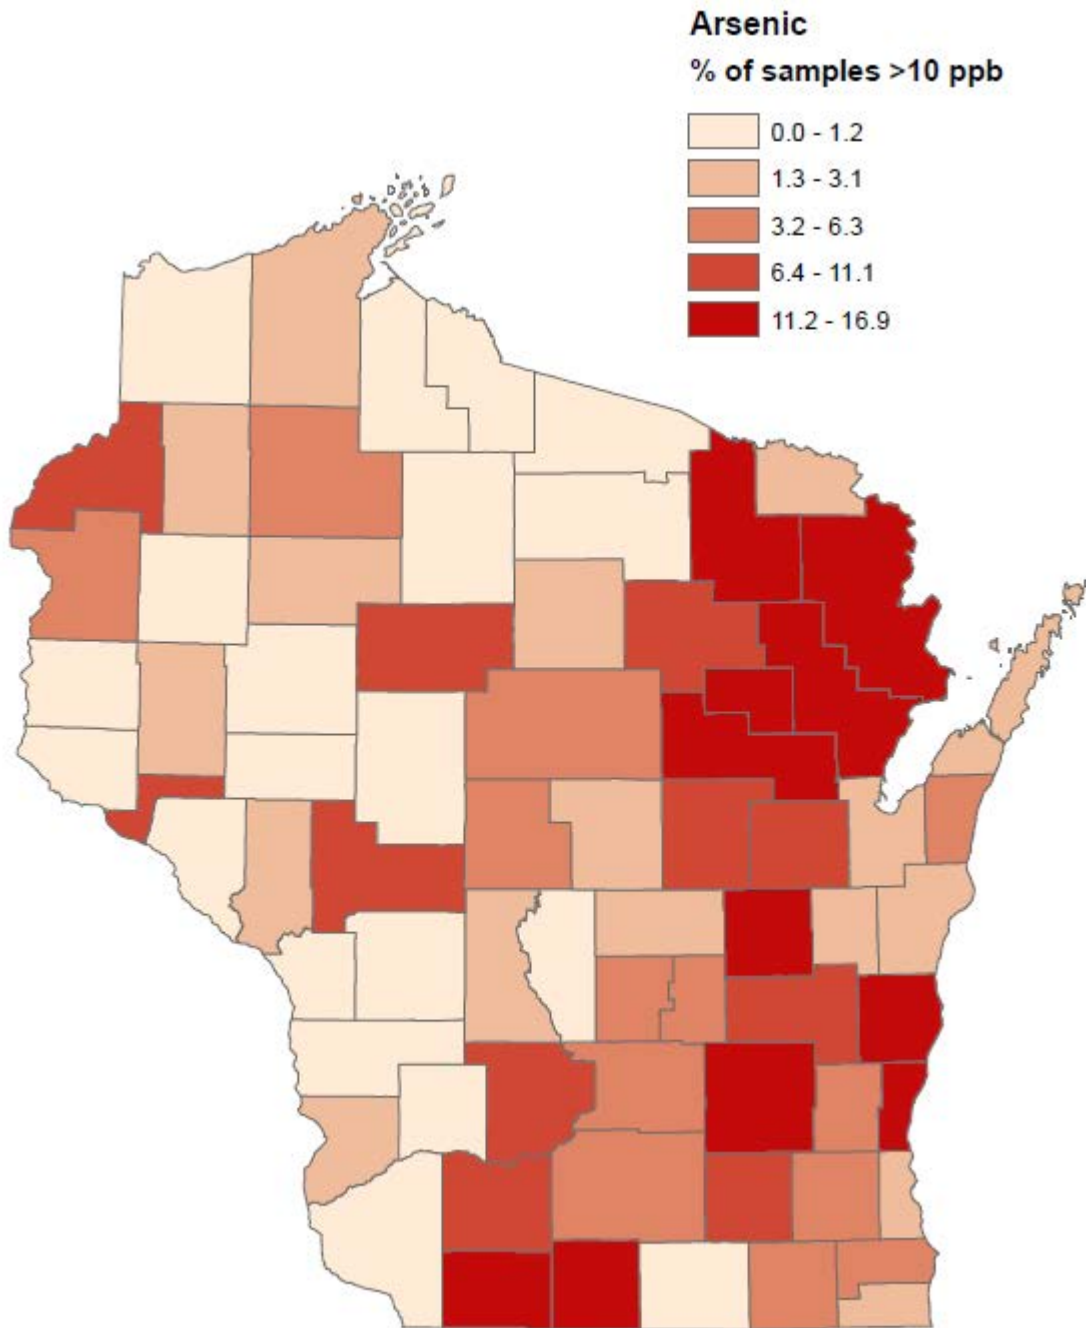 Arsenic
% of samples >10 ppb
0.0 - 1.2
1.3 - 3.1
3.2 - 6.3
6.4 - 11.1
11.2 - 16.9